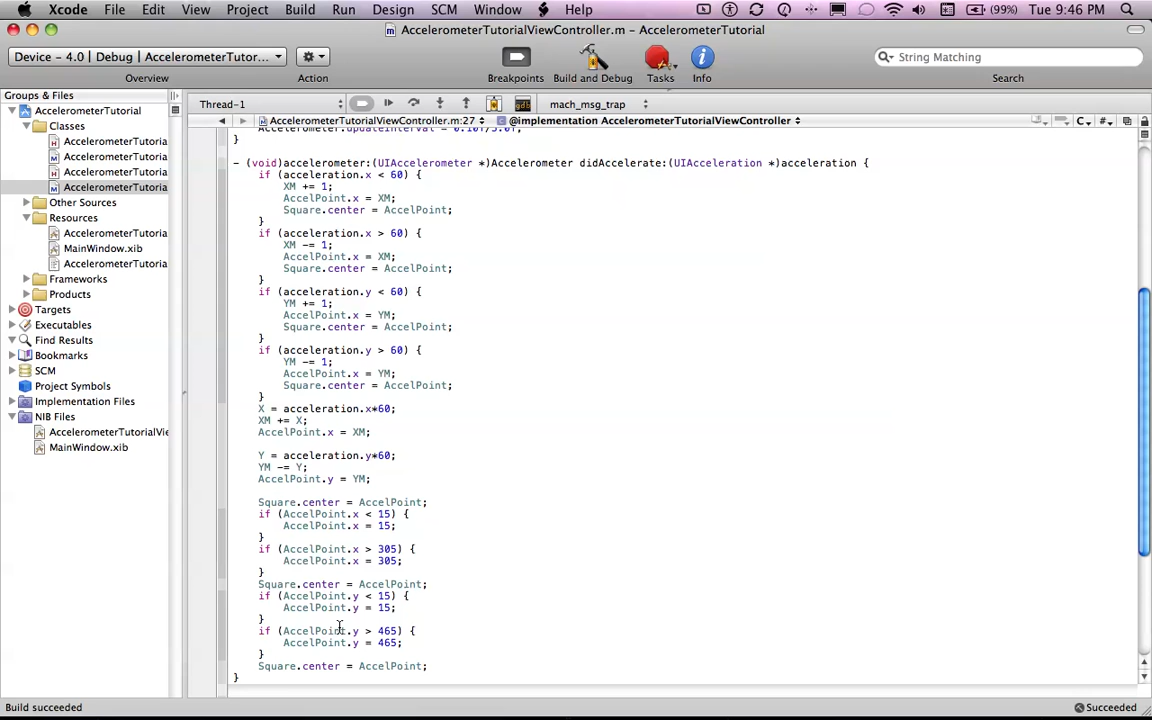 Xcode File Edit View Project Build Run Design SCM Window Help (99%) Tue 9:46 PM
AccelerometerTutorialViewController.m – AccelerometerTutorial
Device - 4.0 | Debug | AccelerometerTutor... String Matching
Overview Action Breakpoints Build and Debug Tasks Info Search
Groups & Files
AccelerometerTutorial
Classes
AccelerometerTutoria
AccelerometerTutoria
AccelerometerTutoria
AccelerometerTutoria
Other Sources
Resources
AccelerometerTutoria
MainWindow.xib
AccelerometerTutoria
Frameworks
Products
Targets
Executables
Find Results
Bookmarks
SCM
Project Symbols
Implementation Files
NIB Files
AccelerometerTutorialVie
MainWindow.xib
Thread-1 mach_msg_trap
AccelerometerTutorialViewController.m:27 @implementation AccelerometerTutorialViewController
}
- (void)accelerometer:(UIAccelerometer *)Accelerometer didAccelerate:(UIAcceleration *)acceleration {
if (acceleration.x < 60) {
XM += 1;
AccelPoint.x = XM;
Square.center = AccelPoint;
}
if (acceleration.x > 60) {
XM -= 1;
AccelPoint.x = XM;
Square.center = AccelPoint;
}
if (acceleration.y < 60) {
YM += 1;
AccelPoint.x = YM;
Square.center = AccelPoint;
}
if (acceleration.y > 60) {
YM -= 1;
AccelPoint.x = YM;
Square.center = AccelPoint;
}
X = acceleration.x*60;
XM += X;
AccelPoint.x = XM;
Y = acceleration.y*60;
YM -= Y;
AccelPoint.y = YM;
Square.center = AccelPoint;
if (AccelPoint.x < 15) {
AccelPoint.x = 15;
}
if (AccelPoint.x > 305) {
AccelPoint.x = 305;
}
Square.center = AccelPoint;
if (AccelPoint.y < 15) {
AccelPoint.y = 15;
}
if (AccelPoint.y > 465) {
AccelPoint.y = 465;
}
Square.center = AccelPoint;
}
Build succeeded Succeeded